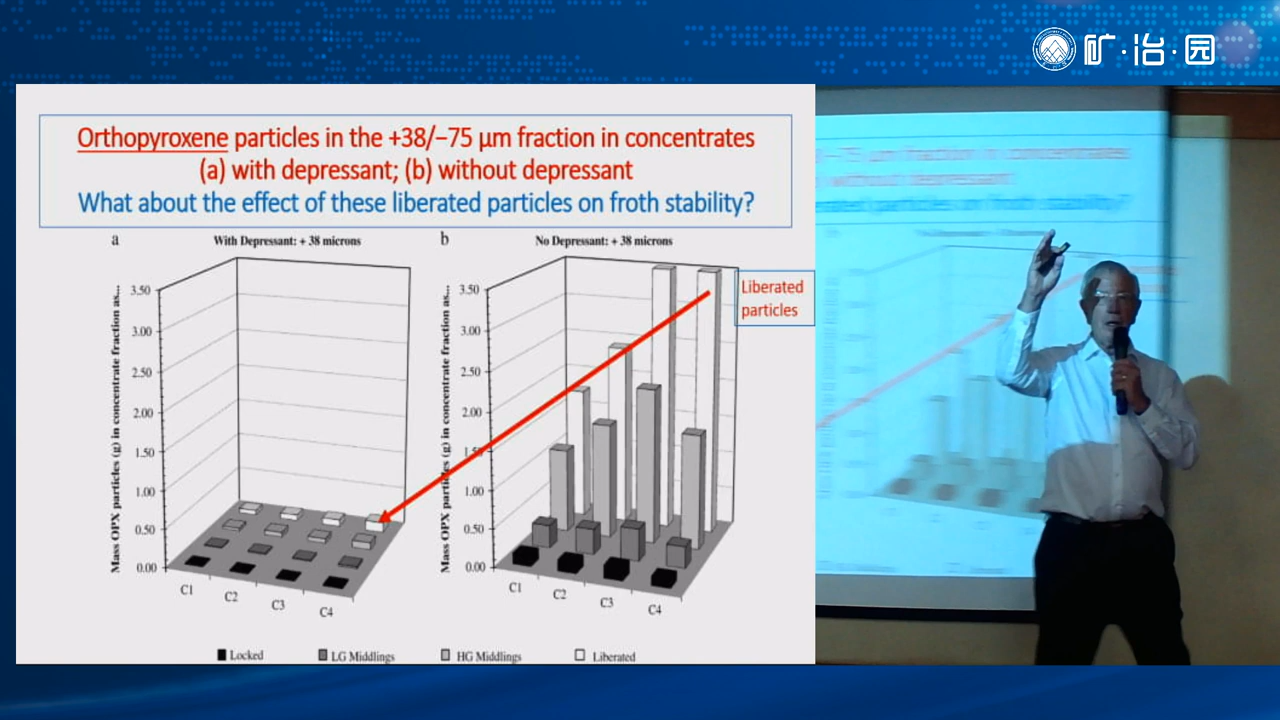 矿·冶·园
Orthopyroxene particles in the +38/−75 μm fraction in concentrates
(a) with depressant; (b) without depressant
What about the effect of these liberated particles on froth stability?
a
With Depressant: + 38 microns
b
No Depressant: + 38 microns
Mass OPX particles (g) in concentrate fraction as...
3.50
3.00
2.50
2.00
1.50
1.00
0.50
0.00
C1
C2
C3
C4
Mass OPX particles (g) in concentrate fraction as...
3.50
3.00
2.50
2.00
1.50
1.00
0.50
0.00
C1
C2
C3
C4
Liberated
particles
Locked
LG Middlings
HG Middlings
Liberated